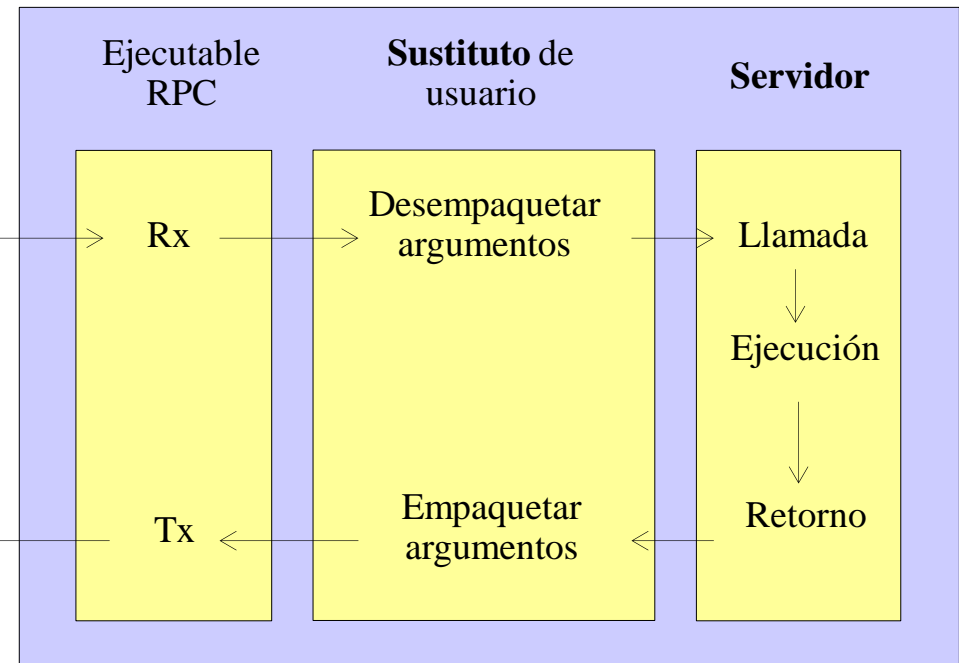 Ejecutable
RPC
Sustituto de
usuario
Servidor
Rx
Desempaquetar
argumentos
Llamada
Ejecución
Tx
Empaquetar
argumentos
Retorno